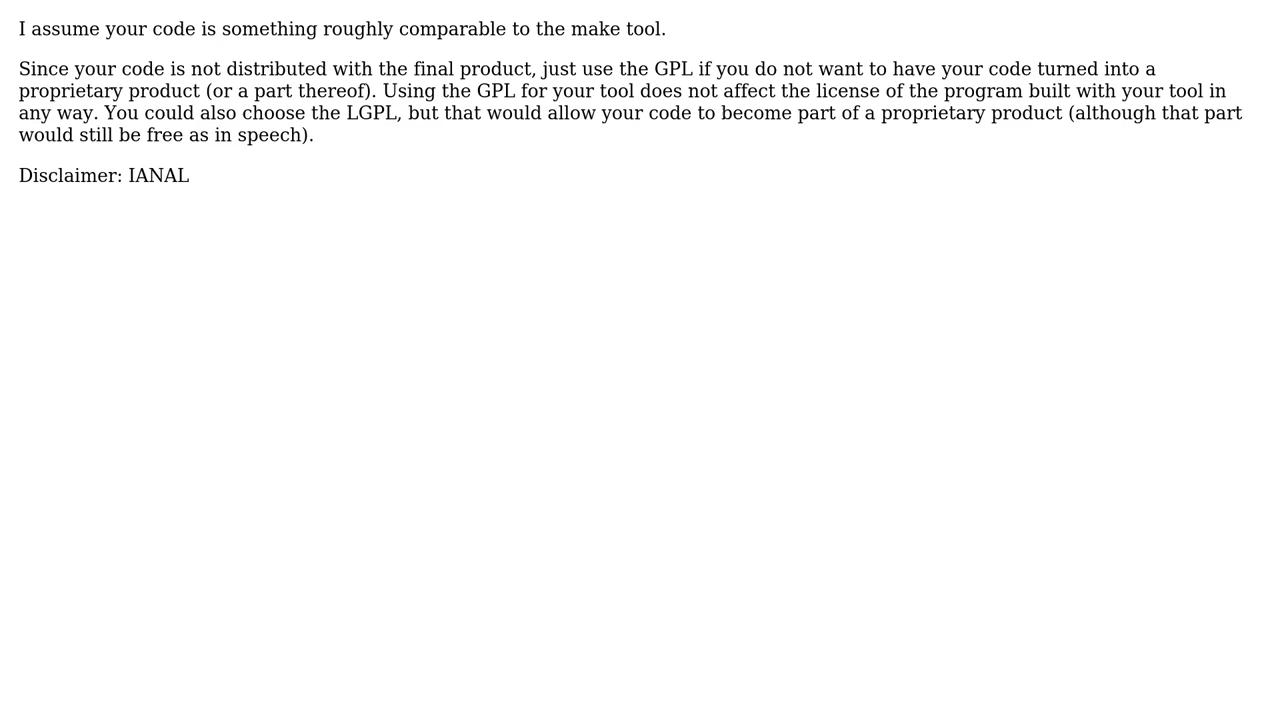 I assume your code is something roughly comparable to the make tool.
Since your code is not distributed with the final product, just use the GPL if you do not want to have your code turned into a
proprietary product (or a part thereof). Using the GPL for your tool does not affect the license of the program built with your tool in
any way. You could also choose the LGPL, but that would allow your code to become part of a proprietary product (although that part
would still be free as in speech).
Disclaimer: IANAL